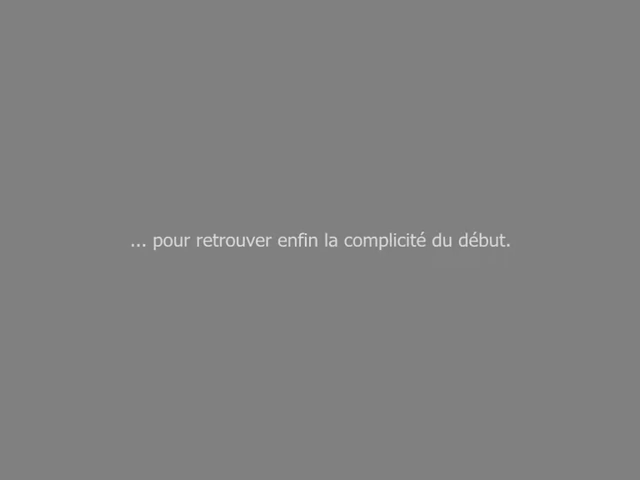 ... pour retrouver enfin la complicité du début.